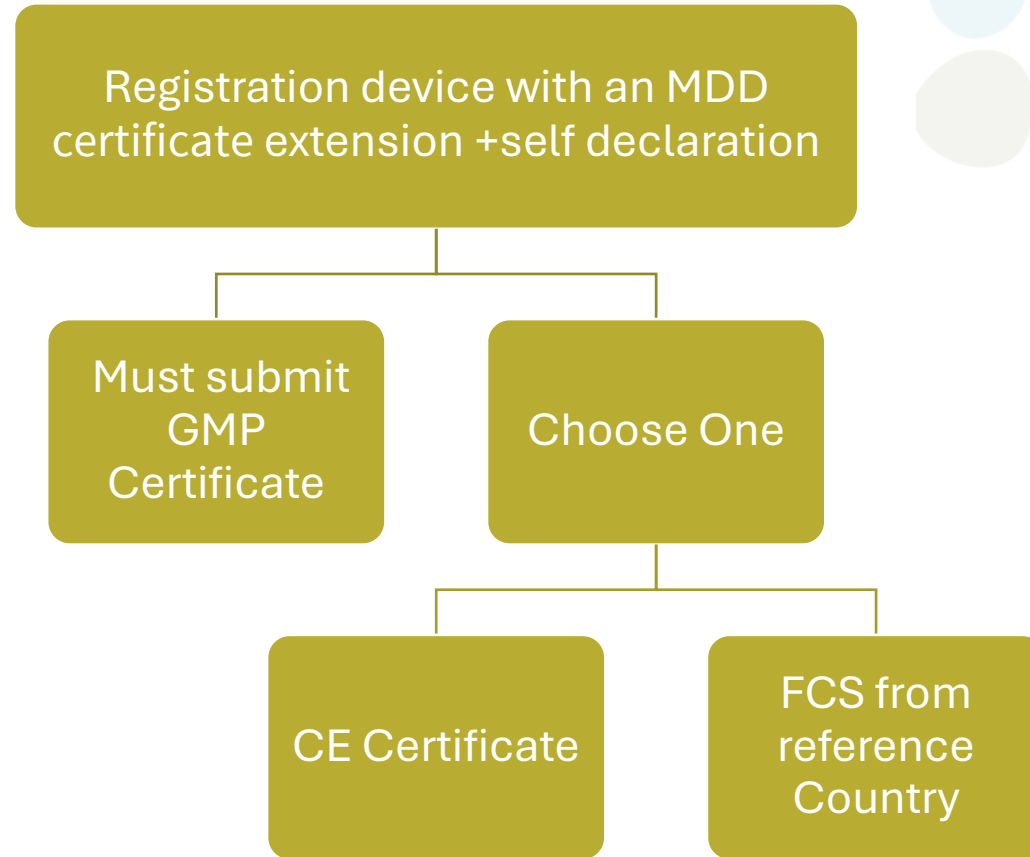 Registration device with an MDD
certificate extension +self declaration
Must submit
GMP
Certificate
Choose One
CE Certificate
FCS from
reference
Country